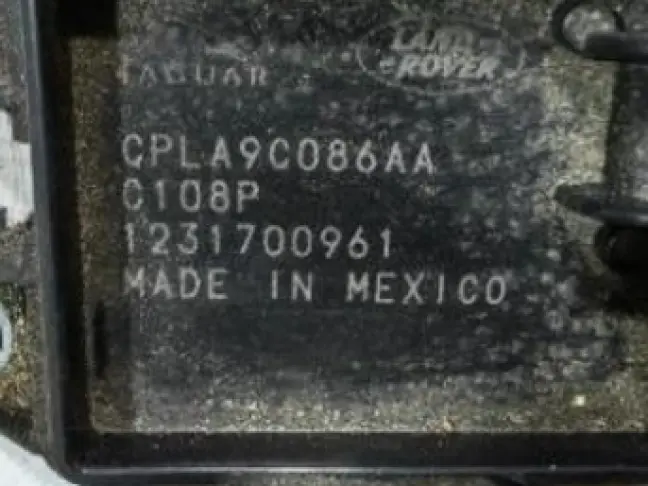 JAGUAR
LAND
ROVER
CPLA9C086AA
C108P
1231700961
MADE IN MEXICO